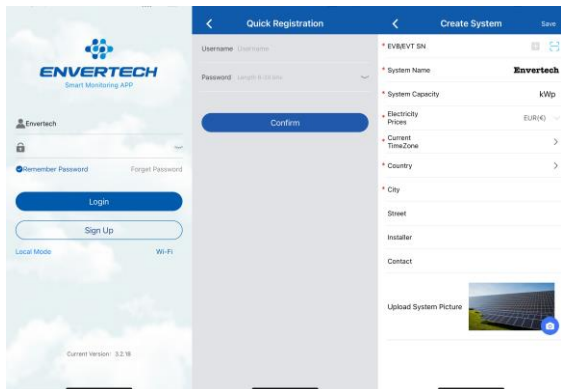 ENVERTECH
Smart Monitoring APP
Envertech
Remember Password
Forget Password
Login
Sign Up
Local Mode
Wi-Fi
Current Version: 3.2.18
Quick Registration
Username
Username
Password
Confirm
Create System
Save
* EVB/EVT SN
* System Name
Envertech
* System Capacity
kWp
* Electricity
Prices
EUR(€)
* Current
TimeZone
* Country
* City
Street
Installer
Contact
Upload System Picture